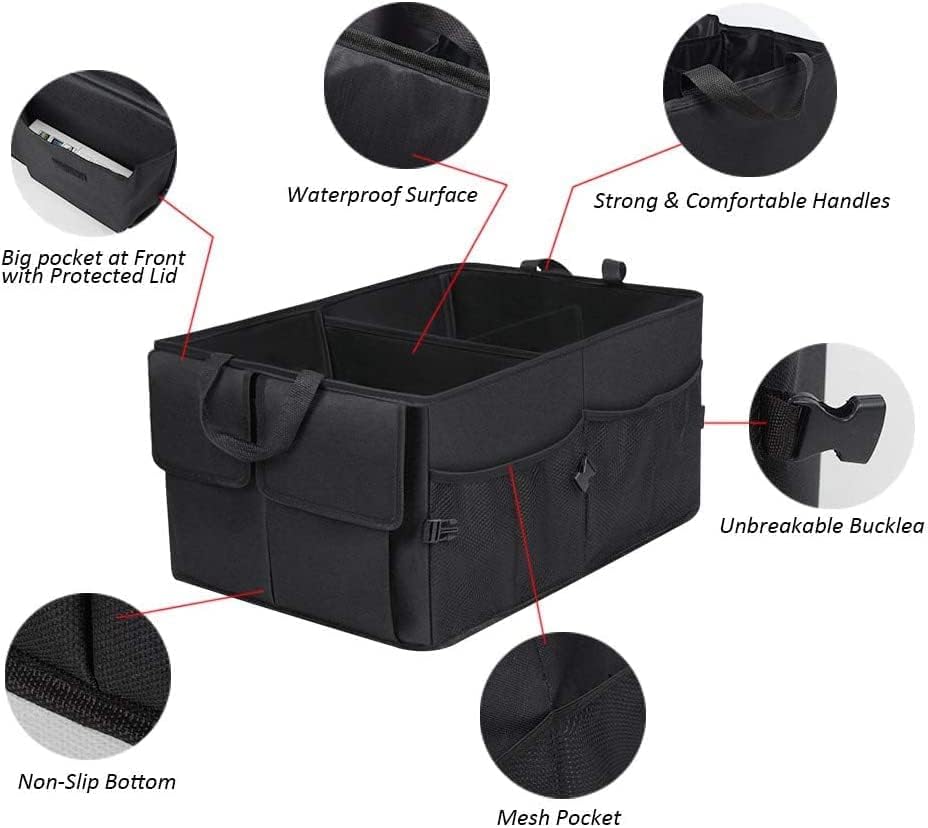 Waterproof Surface
Strong & Comfortable Handles
Big pocket at Front
with Protected Lid
Unbreakable Bucklea
Non-Slip Bottom
Mesh Pocket